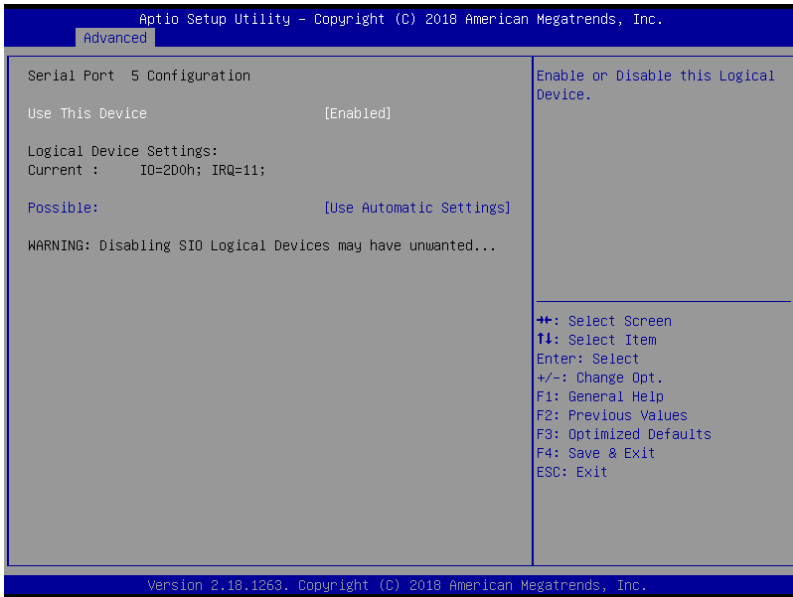 Aptio Setup Utility – Copyright (C) 2018 American Megatrends, Inc.
Advanced
Serial Port  5 Configuration
Use This Device [Enabled]
Logical Device Settings:
Current : IO=2D0h; IRQ=11;
Possible: [Use Automatic Settings]
WARNING: Disabling SIO Logical Devices may have unwanted...
Enable or Disable this Logical
Device.
→←: Select Screen
↑↓: Select Item
Enter: Select
+/-: Change Opt.
F1: General Help
F2: Previous Values
F3: Optimized Defaults
F4: Save & Exit
ESC: Exit
Version 2.18.1263. Copyright (C) 2018 American Megatrends, Inc.